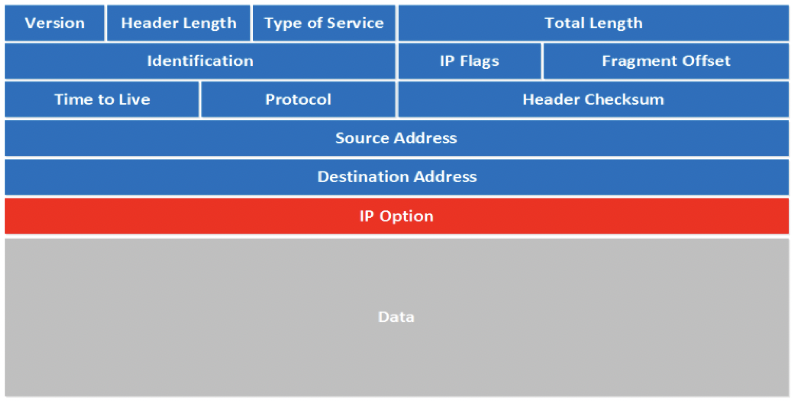 Version Header Length Type of Service Total Length
Identification IP Flags Fragment Offset
Time to Live Protocol Header Checksum
Source Address
Destination Address
IP Option
Data